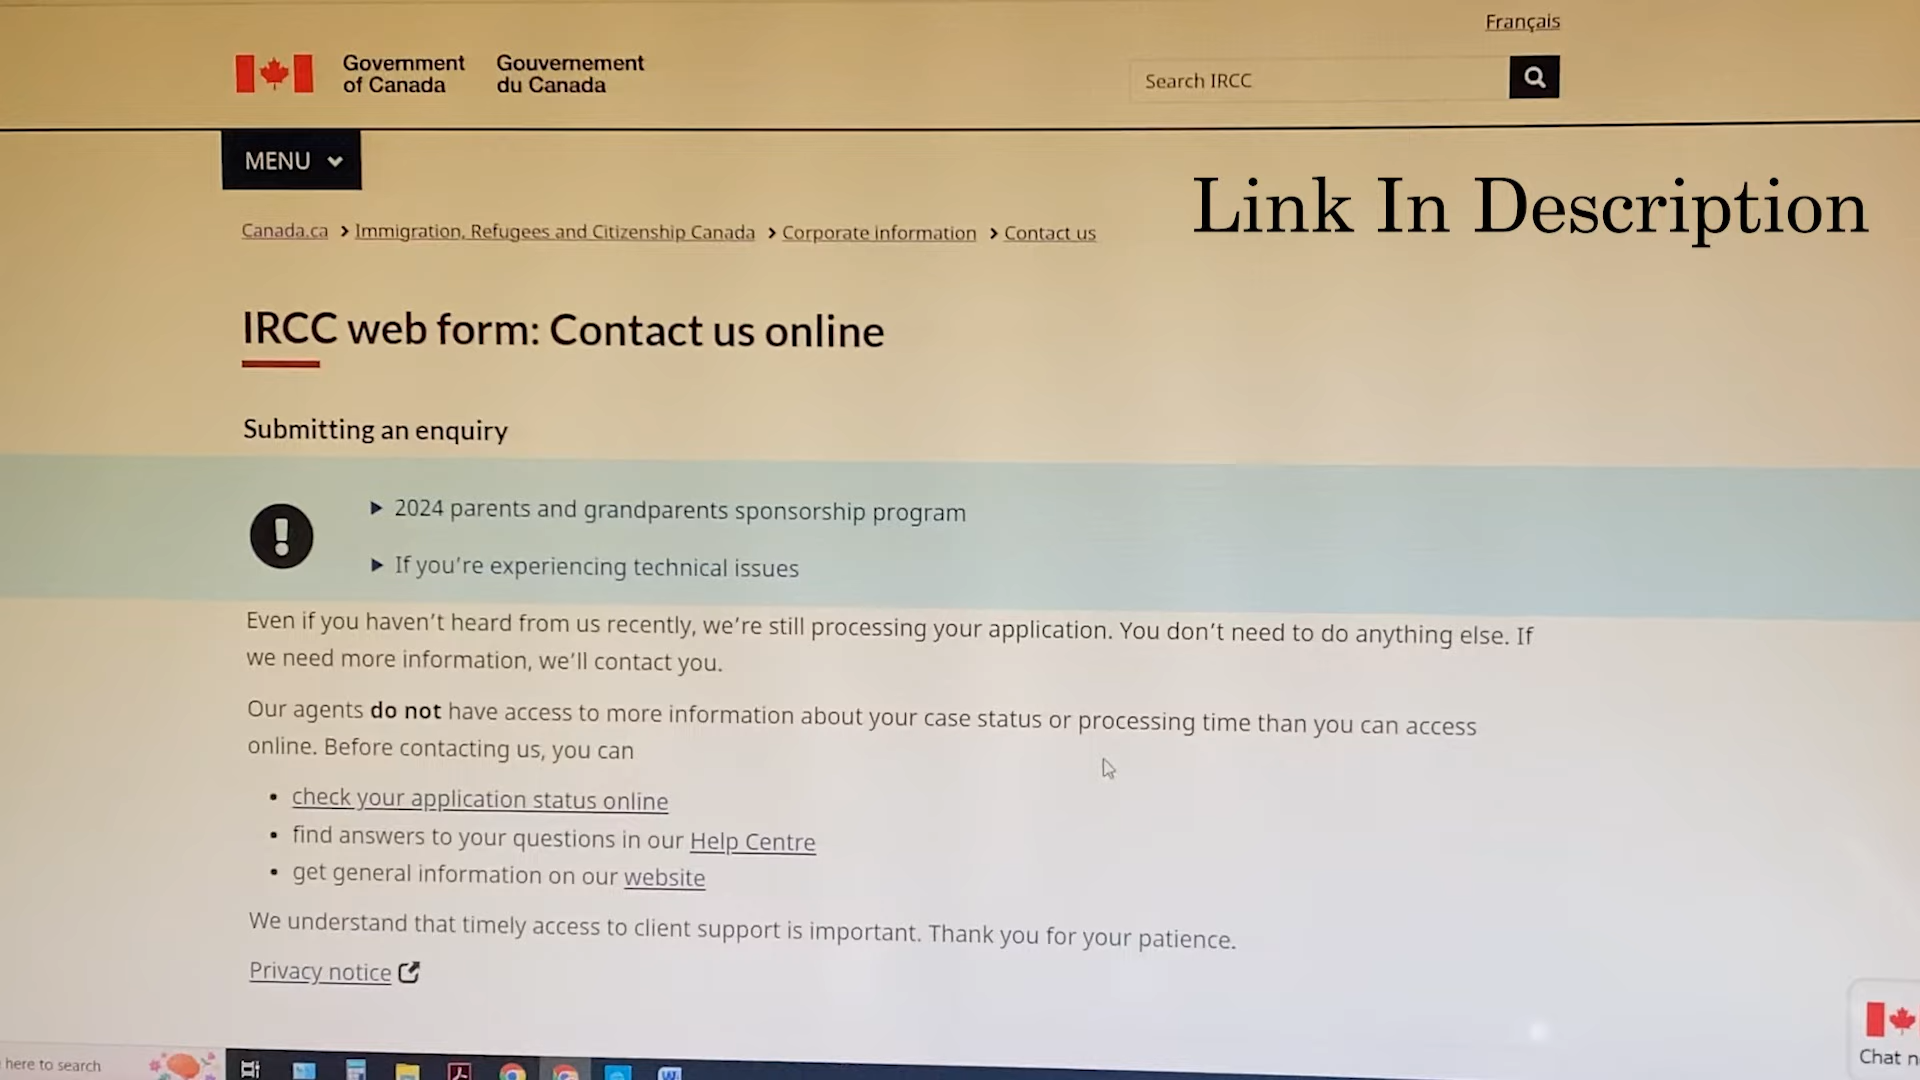 Français
Government of Canada
Gouvernement du Canada
Search IRCC
MENU
Link In Description
Canada.ca > Immigration, Refugees and Citizenship Canada > Corporate information > Contact us
IRCC web form: Contact us online
Submitting an enquiry
2024 parents and grandparents sponsorship program
If you're experiencing technical issues
Even if you haven't heard from us recently, we're still processing your application. You don't need to do anything else. If
we need more information, we'll contact you.
Our agents do not have access to more information about your case status or processing time than you can access
online. Before contacting us, you can
• check your application status online
• find answers to your questions in our Help Centre
• get general information on our website
We understand that timely access to client support is important. Thank you for your patience.
Privacy notice
Chat n
here to search